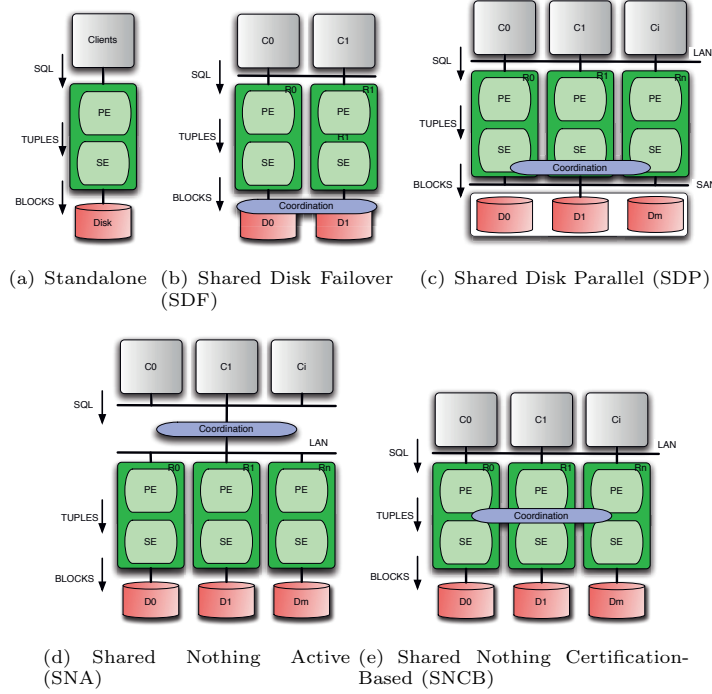 Clients
SQL
PE
TUPLES
SE
BLOCKS
Disk
(a) Standalone
C0 C1
SQL
R0 R1
PE PE
TUPLES R1
SE SE
BLOCKS
Coordination
D0 D1
(b) Shared Disk Failover
(SDF)
C0 C1 Ci
SQL LAN
R0 R1 Rn
PE PE PE
TUPLES
SE SE SE
Coordination
BLOCKS SAN
D0 D1 Dm
(c) Shared Disk Parallel (SDP)
C0 C1 Ci
SQL
Coordination
LAN
R0 R1 Rn
PE PE PE
TUPLES
SE SE SE
BLOCKS
D0 D1 Dm
(d) Shared Nothing Active
(SNA)
C0 C1 Ci
LAN
SQL
R0 R1 Rn
PE PE PE
TUPLES Coordination
SE SE SE
BLOCKS
D0 D1 Dm
(e) Shared Nothing Certification-
Based (SNCB)